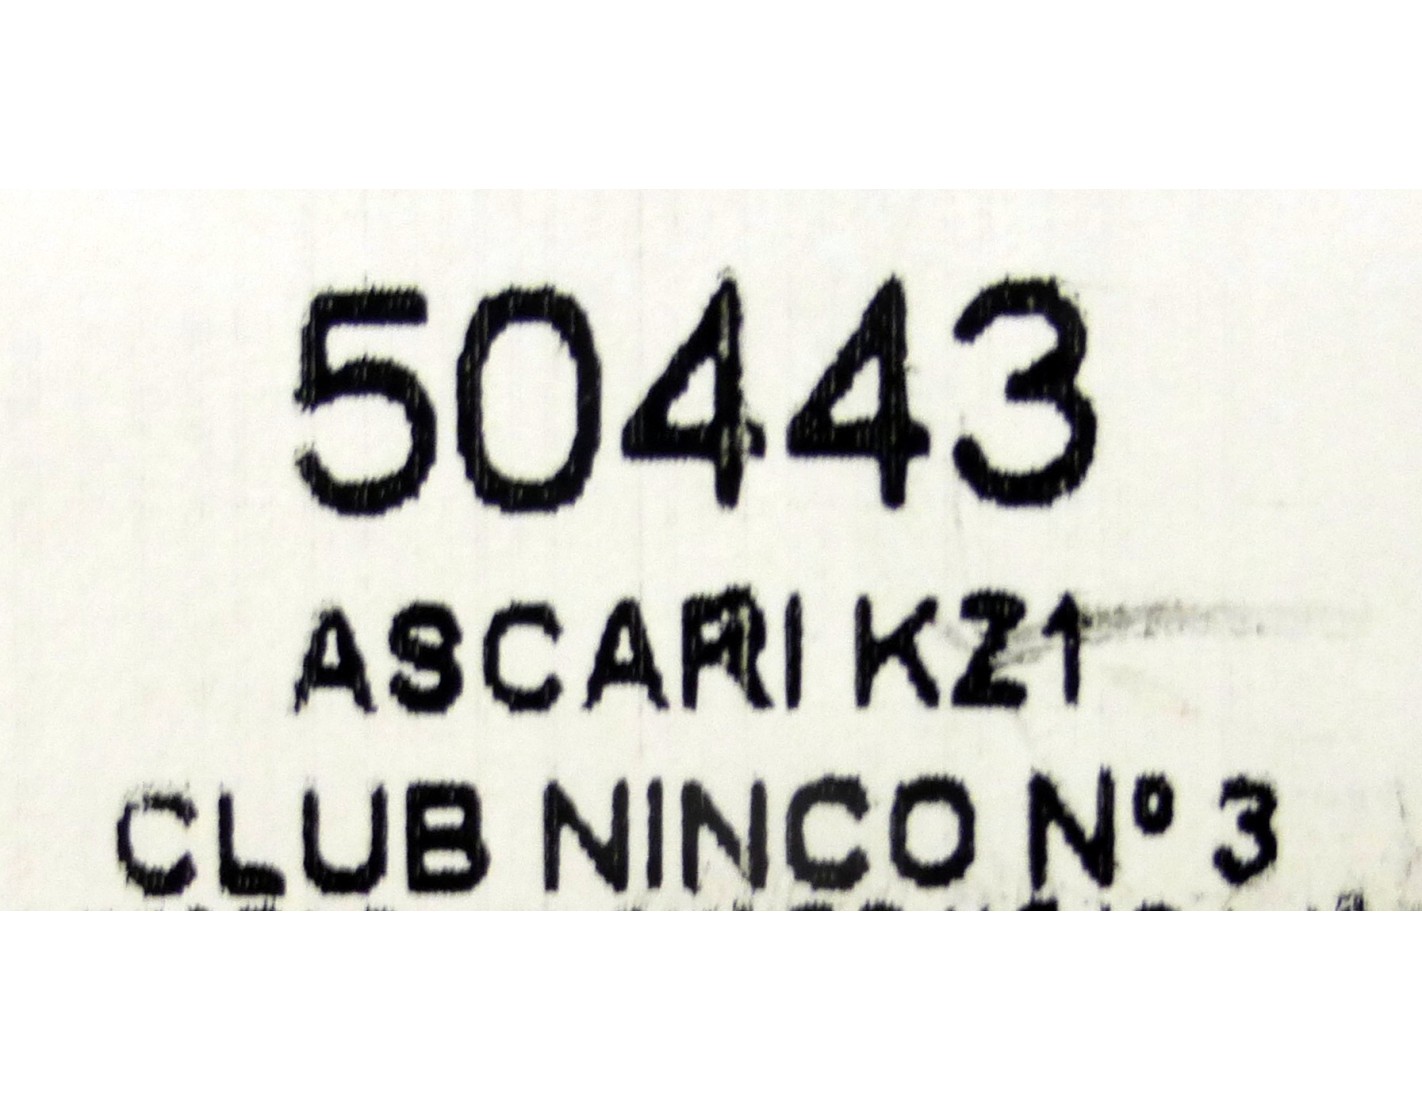 50443
ASCARI KZ1
CLUB NINCO Nº 3